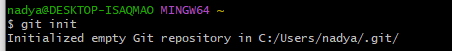 nadya@DESKTOP-ISAQMAO MINGW64 ~
$ git init
Initialized empty Git repository in C:/Users/nadya/.git/